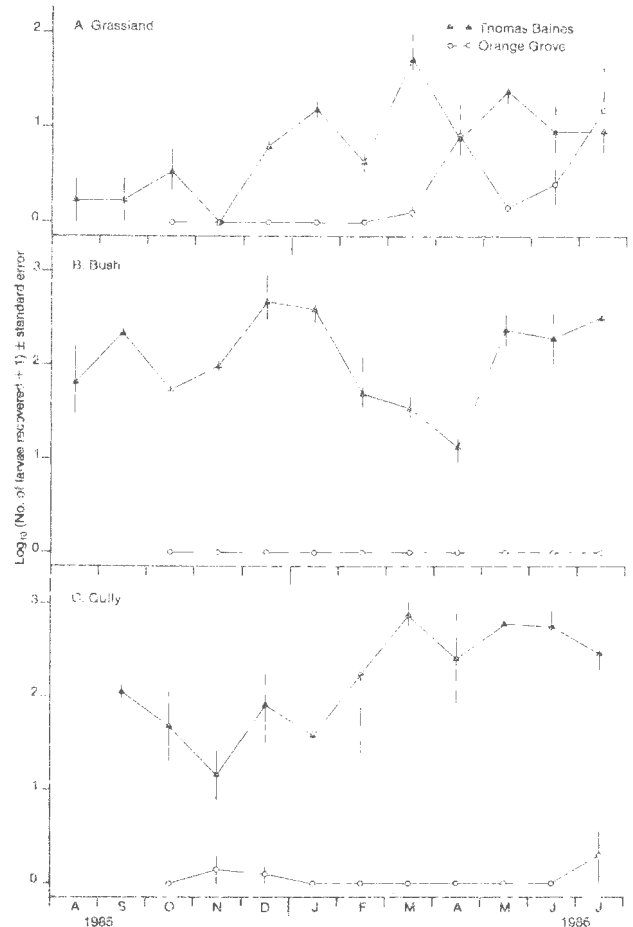 A. Grassland
Thomas Baines
Orange Grove
2
1
0
B. Bush
3
2
1
0
Log₁₀ (No. of larvae recovered + 1) ± standard error
C. Gully
3
2
1
0
A S O N D J F M A M J J
1985 1986